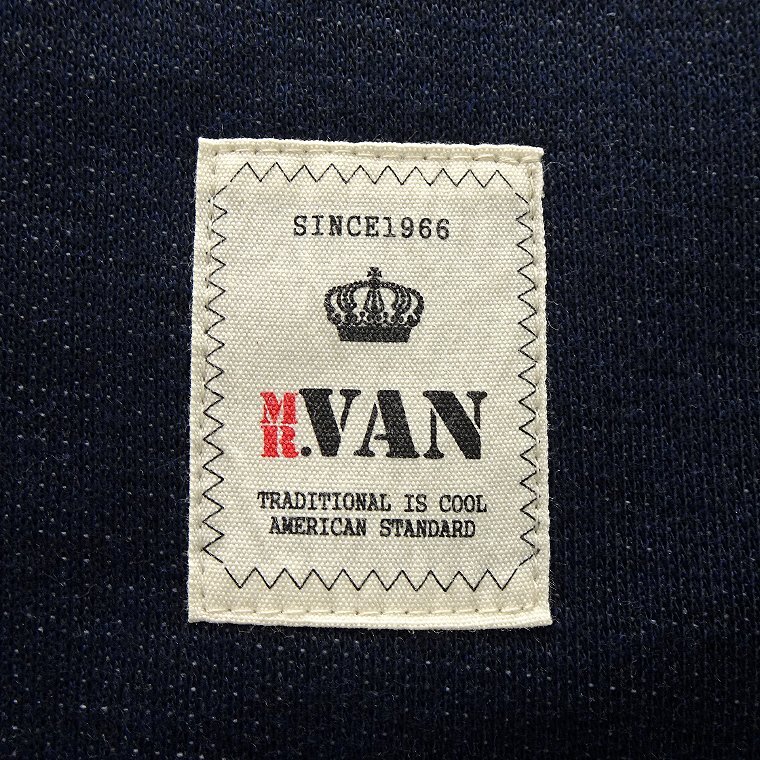 SINCE1966
MR.VAN
TRADITIONAL IS COOL
AMERICAN STANDARD